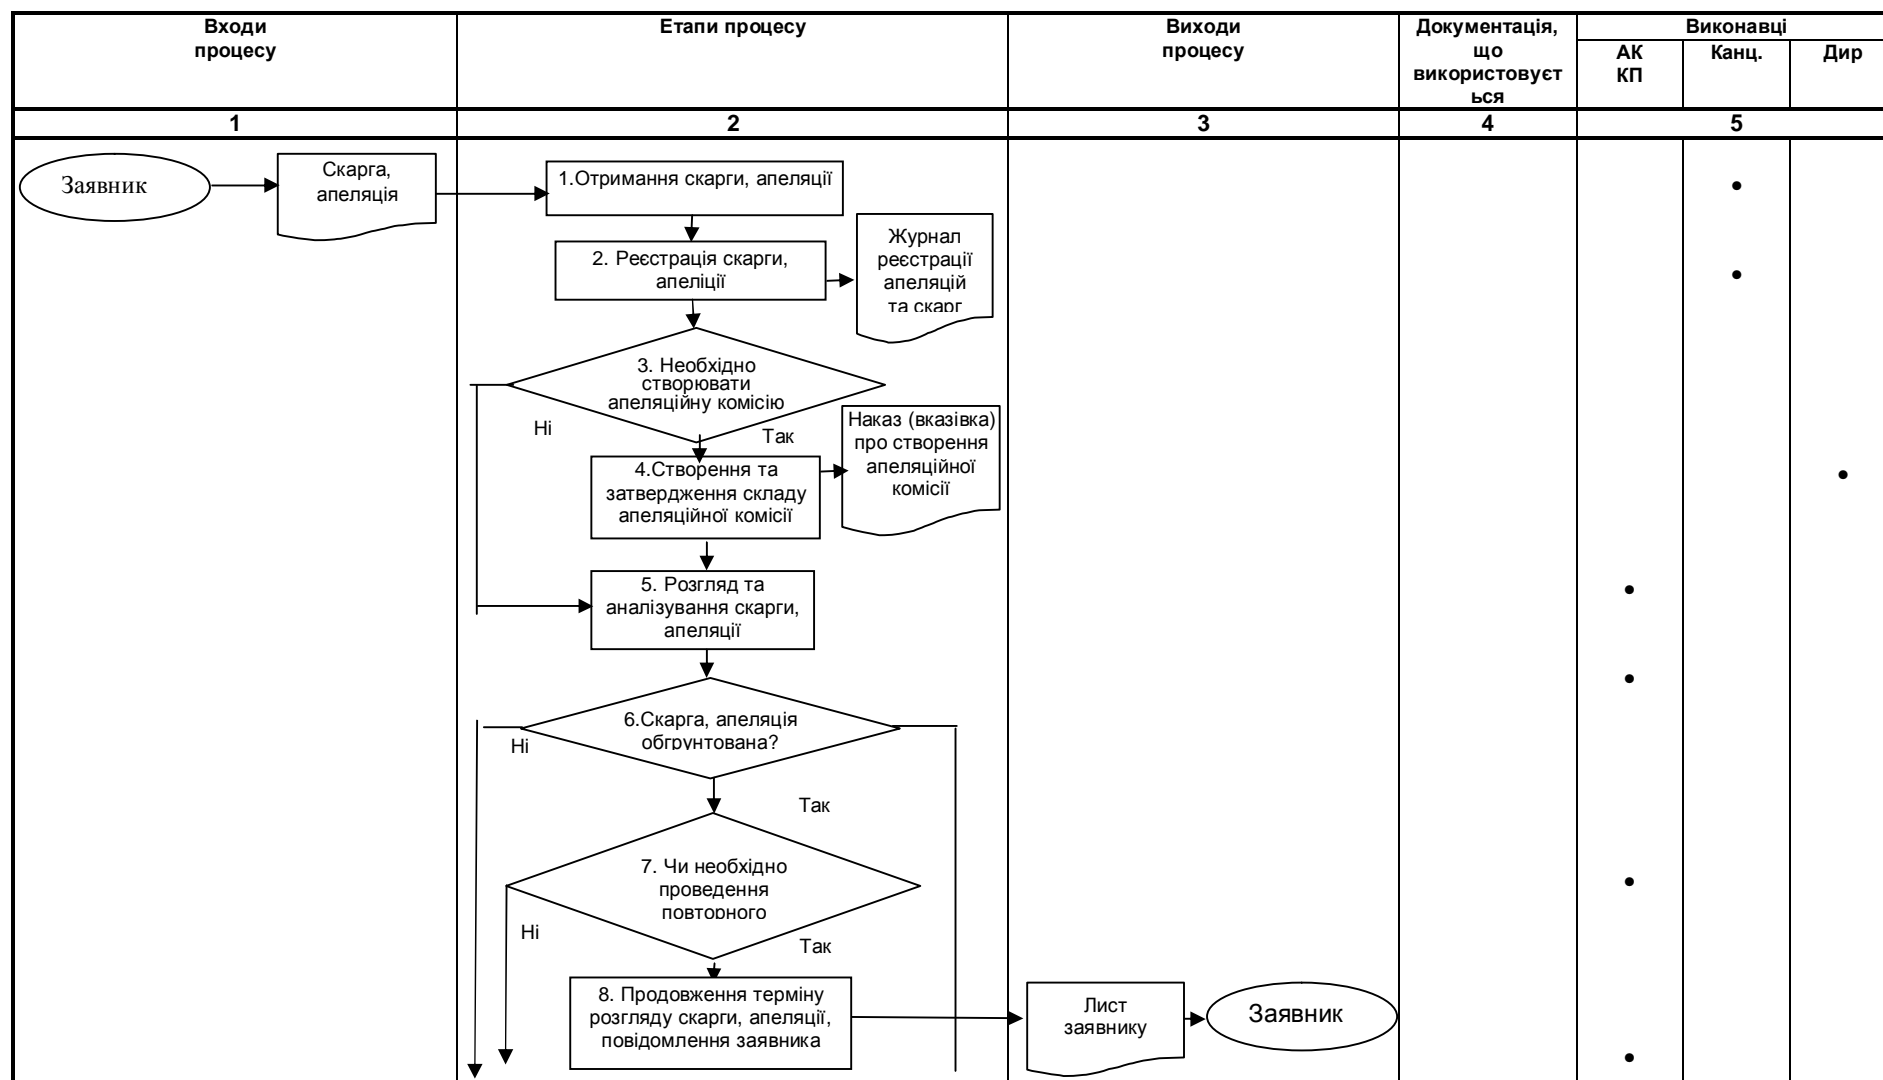 Входи
процесу
Етапи процесу
Виходи
процесу
Документація,
що
використовуєт
ься
Виконавці
АК
КП
Канц.
Дир
1
2
3
4
5
Заявник
Скарга,
апеляція
1.Отримання скарги, апеляції
2. Реєстрація скарги,
апеліції
Журнал
реєстрації
апеляцій
та скарг
3. Необхідно
створювати
апеляційну комісію
Ні
Так
Наказ (вказівка)
про створення
апеляційної
комісії
4.Створення та
затвердження складу
апеляційної комісії
5. Розгляд та
аналізування скарги,
апеляції
6.Скарга, апеляція
обгрунтована?
Ні
Так
7. Чи необхідно
проведення
повторного
Ні
Так
8. Продовження терміну
розгляду скарги, апеляції,
повідомлення заявника
Лист
заявнику
Заявник